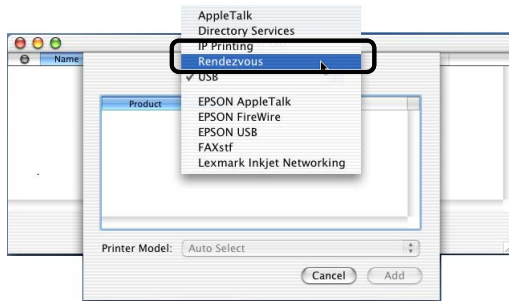 AppleTalk
Directory Services
IP Printing
Rendezvous
✓ USB
EPSON AppleTalk
EPSON FireWire
EPSON USB
FAXstf
Lexmark Inkjet Networking
Name
Product
Printer Model: Auto Select
Cancel Add